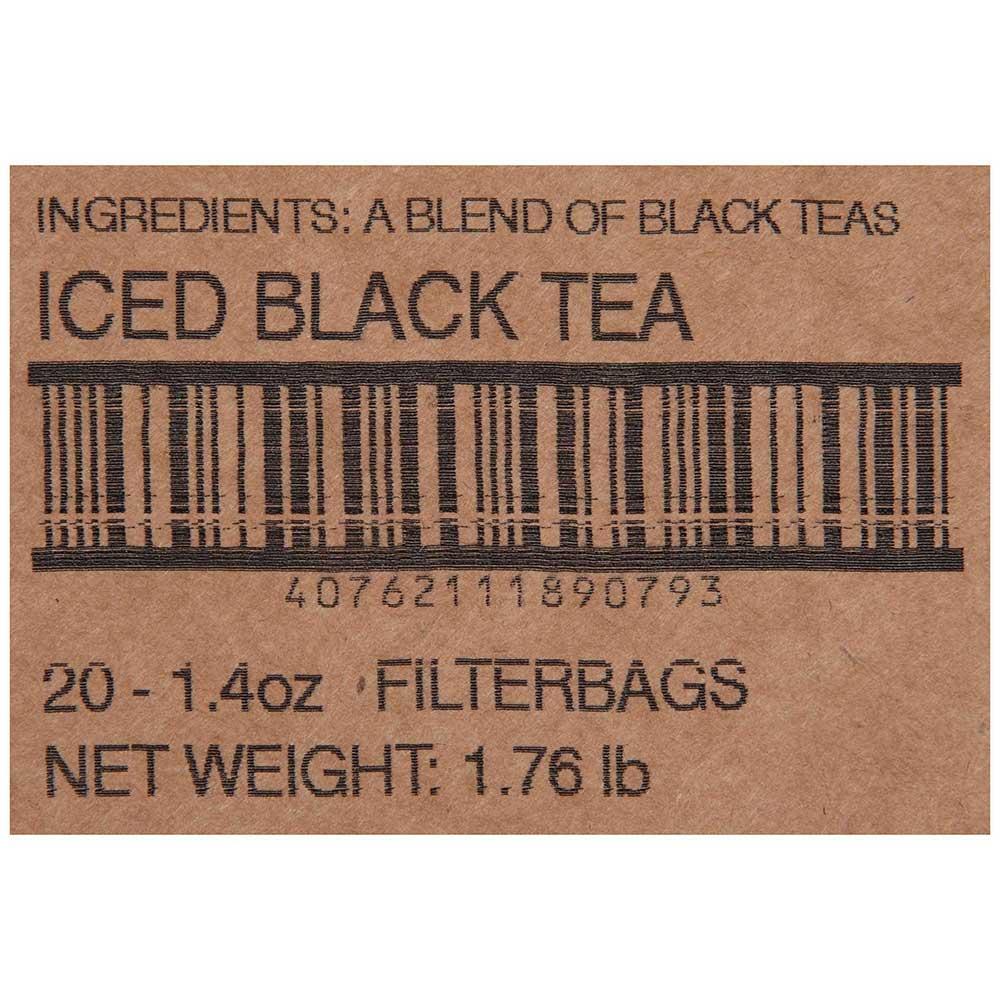 INGREDIENTS: A BLEND OF BLACK TEAS
ICED BLACK TEA
40762111890793
20 - 1.4oz FILTERBAGS
NET WEIGHT: 1.76 lb